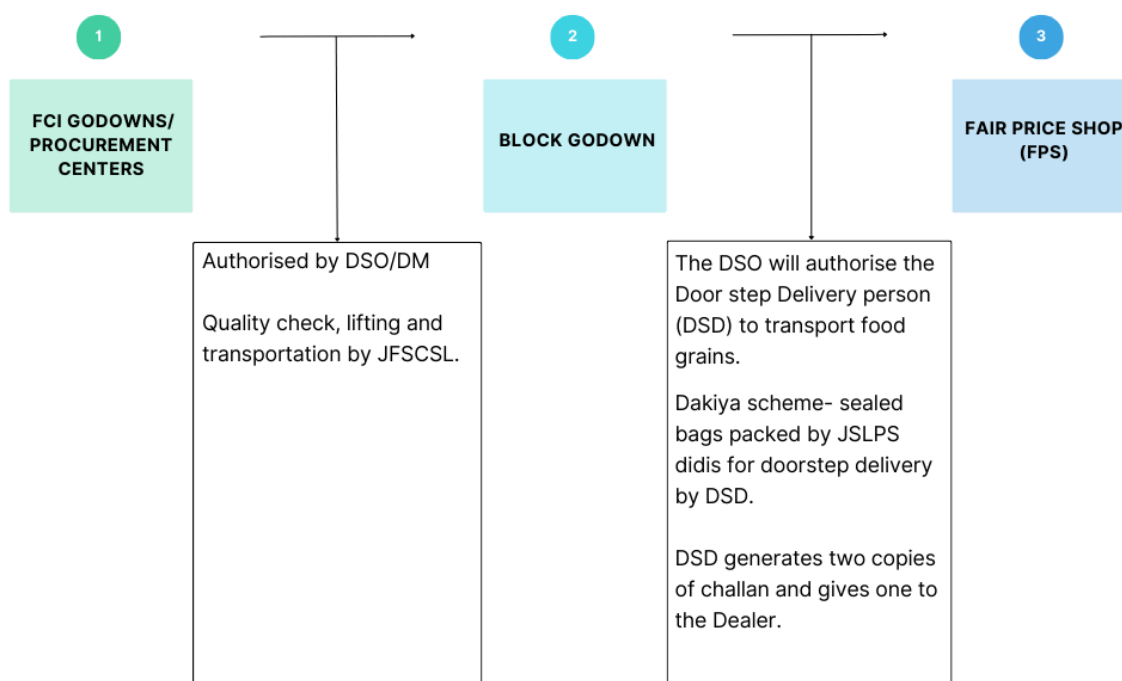 1
2
3
FCI GODOWNS/
PROCUREMENT
CENTERS
BLOCK GODOWN
FAIR PRICE SHOP
(FPS)
Authorised by DSO/DM
Quality check, lifting and
transportation by JFSCSL.
The DSO will authorise the
Door step Delivery person
(DSD) to transport food
grains.
Dakiya scheme- sealed
bags packed by JSLPS
didis for doorstep delivery
by DSD.
DSD generates two copies
of challan and gives one to
the Dealer.